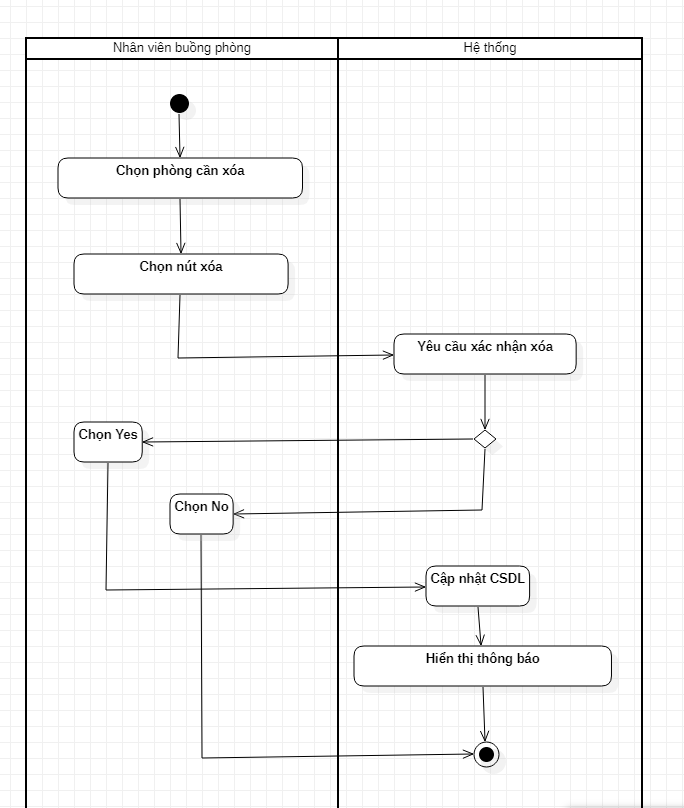 Nhân viên buồng phòng
Hệ thống
Chọn phòng cần xóa
Chọn nút xóa
Yêu cầu xác nhận xóa
Chọn Yes
Chọn No
Cập nhật CSDL
Hiển thị thông báo